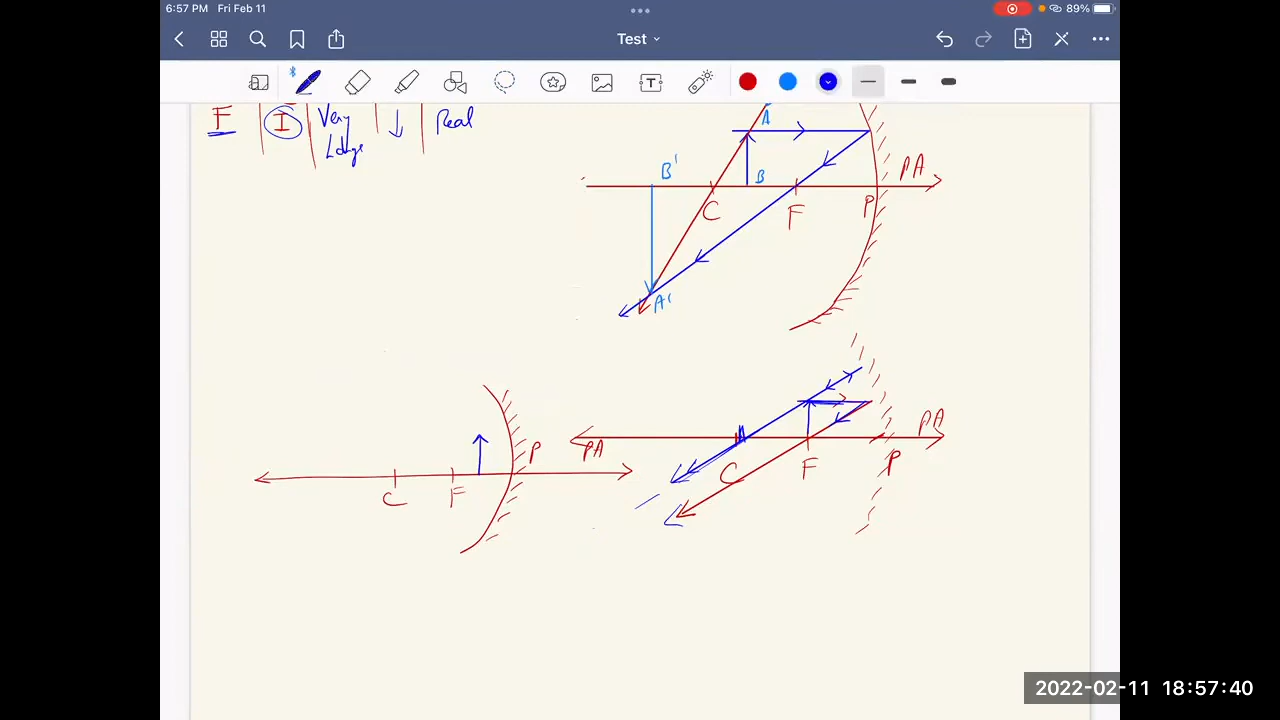 6:57 PM Fri Feb 11
89%
Test
T
F I Very Large ↓ Real
A
B'
B
PA
C
F
P
A'
P
PA
C
F
PA
C
F
P
2022-02-11 18:57:40